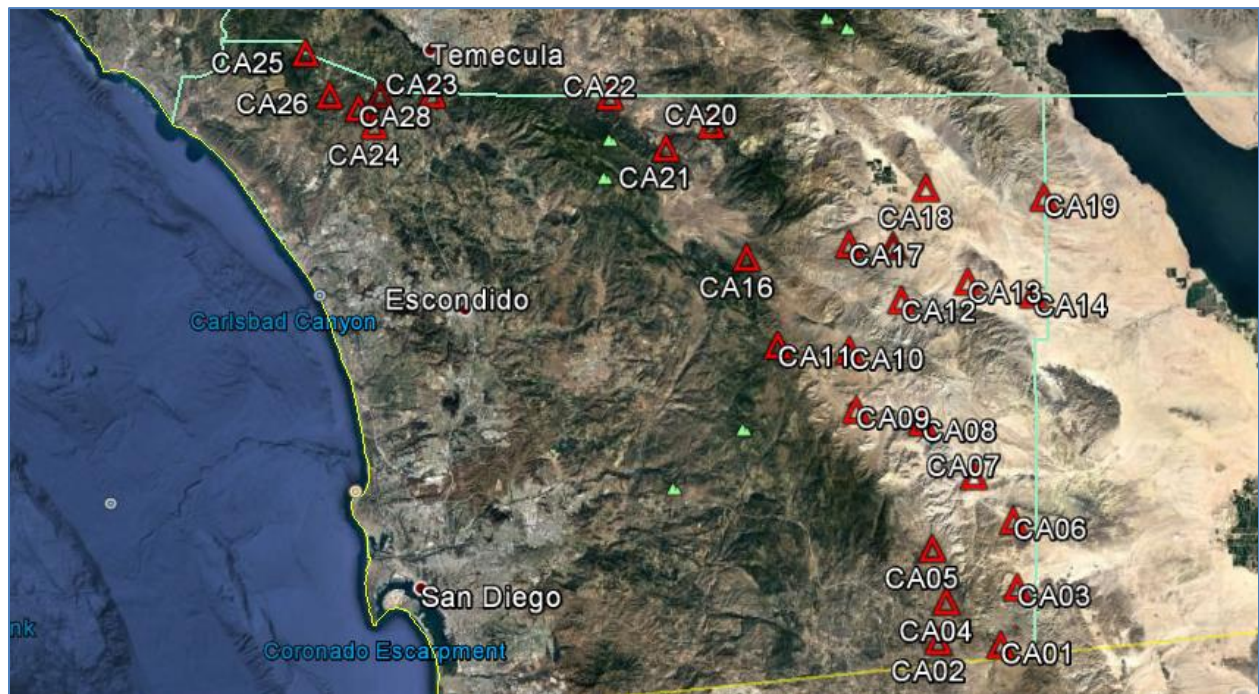 Temecula
CA25
CA23
CA22
CA26
CA28
CA20
CA24
CA21
CA18
CA19
CA17
CA16
CA13
Escondido
CA14
CA12
Carlsbad Canyon
CA11
CA10
CA09
CA08
CA07
CA06
CA05
San Diego
CA03
nk
CA04
Coronado Escarpment
CA02
CA01